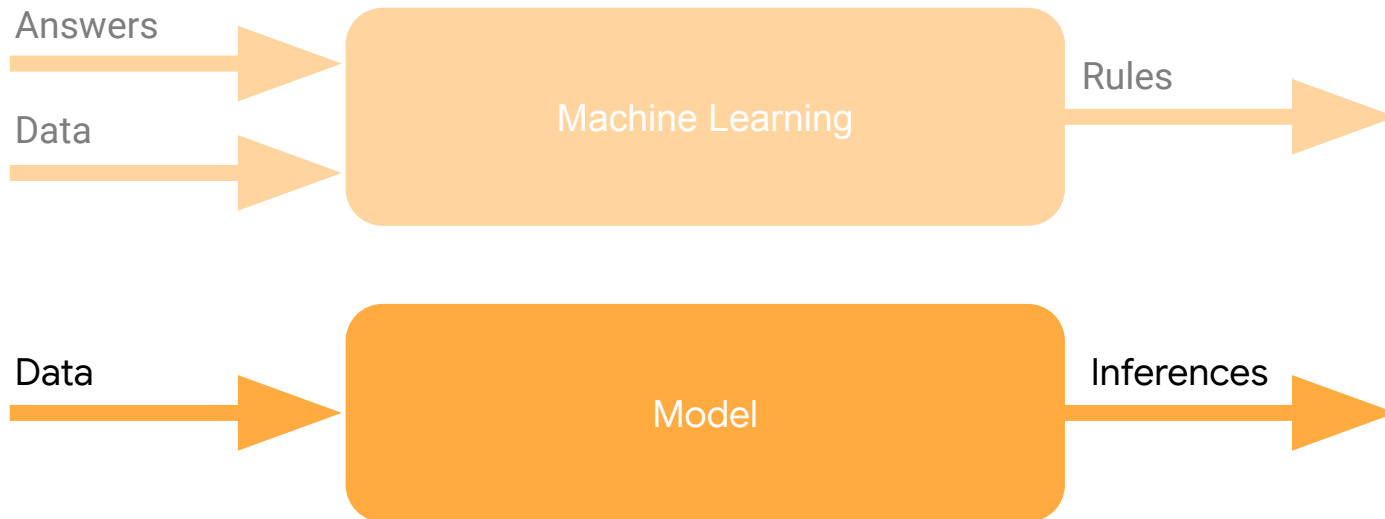 Answers
Data
Machine Learning
Rules
Data
Model
Inferences